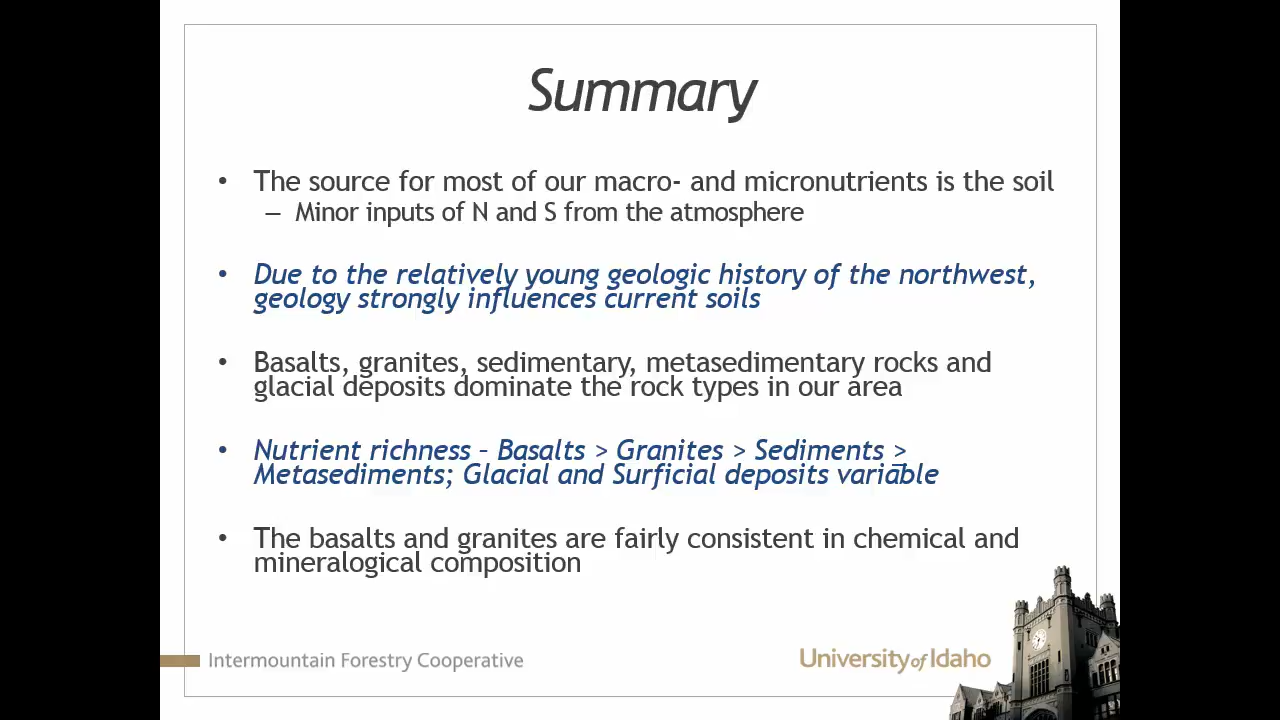 Summary
• The source for most of our macro- and micronutrients is the soil
– Minor inputs of N and S from the atmosphere
• Due to the relatively young geologic history of the northwest,
geology strongly influences current soils
• Basalts, granites, sedimentary, metasedimentary rocks and
glacial deposits dominate the rock types in our area
• Nutrient richness – Basalts > Granites > Sediments ≥
Metasediments; Glacial and Surficial deposits variable
• The basalts and granites are fairly consistent in chemical and
mineralogical composition
Intermountain Forestry Cooperative
University of Idaho